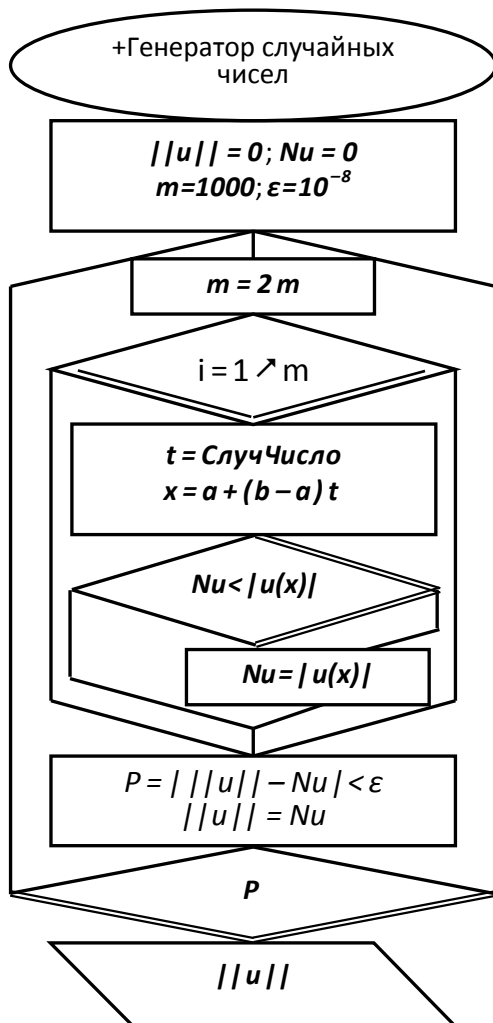 +Генератор случайных
чисел
||u|| = 0; Nu = 0
m=1000; ε=10⁻⁸
m = 2 m
i = 1 ↗ m
t = СлучЧисло
x = a + (b – a) t
Nu< |u(x)|
Nu=|u(x)|
P = | ||u|| – Nu| < ε
||u|| = Nu
P
||u||